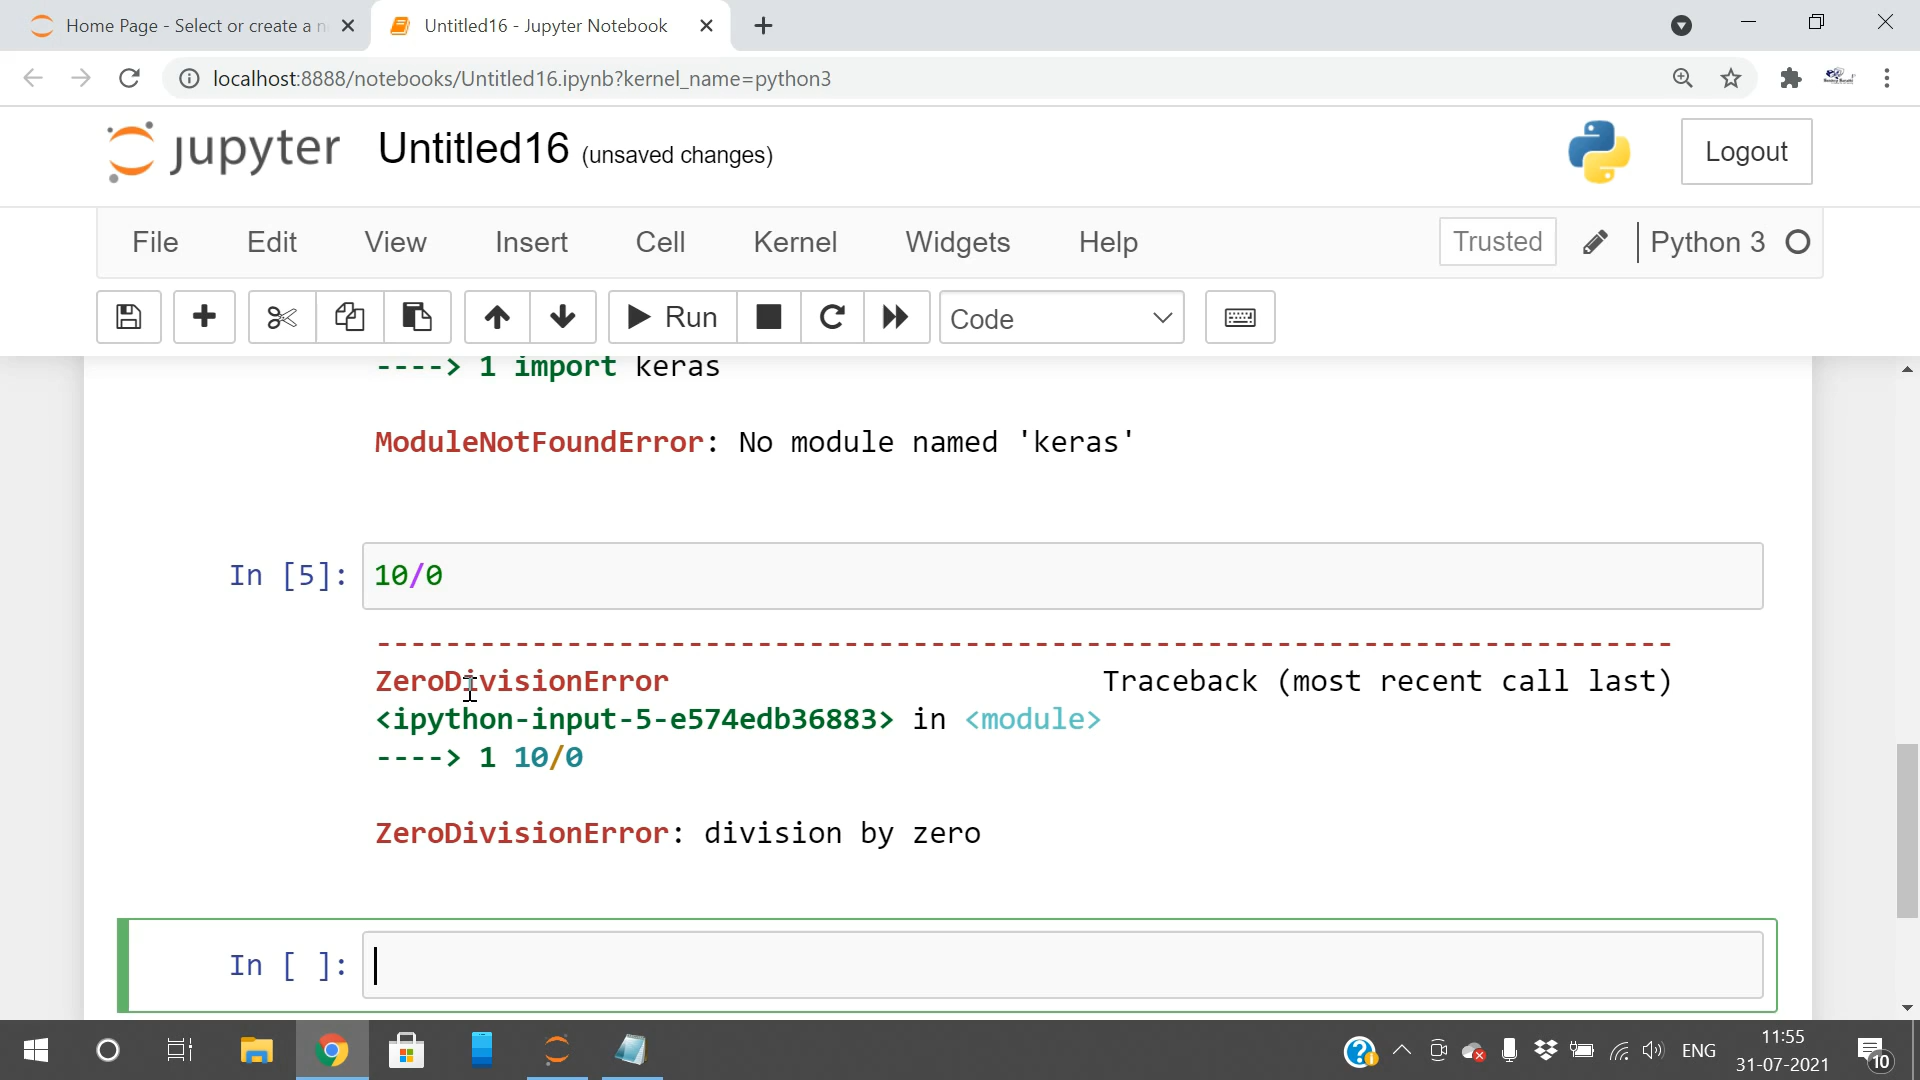 Home Page - Select or create a n
Untitled16 - Jupyter Notebook
localhost:8888/notebooks/Untitled16.ipynb?kernel_name=python3
jupyter Untitled16 (unsaved changes)
Logout
File Edit View Insert Cell Kernel Widgets Help
Trusted
Python 3
Run
Code
----> 1 import keras
ModuleNotFoundError: No module named 'keras'
In [5]: 10/0
---------------------------------------------------------------------------
ZeroDivisionError Traceback (most recent call last)
<ipython-input-5-e574edb36883> in <module>
----> 1 10/0
ZeroDivisionError: division by zero
In [ ]:
ENG
11:55
31-07-2021
10